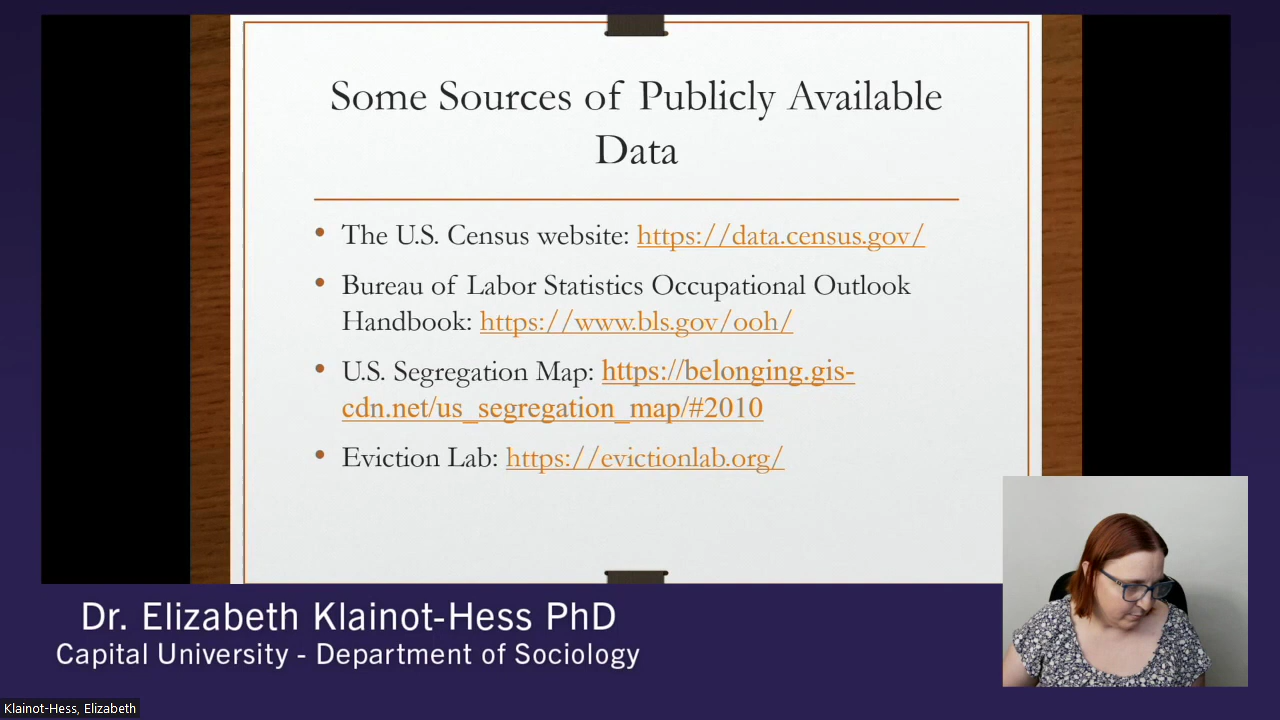 Some Sources of Publicly Available
Data
• The U.S. Census website: https://data.census.gov/
• Bureau of Labor Statistics Occupational Outlook
Handbook: https://www.bls.gov/ooh/
• U.S. Segregation Map: https://belonging.gis-
cdn.net/us_segregation_map/#2010
• Eviction Lab: https://evictionlab.org/
Dr. Elizabeth Klainot-Hess PhD
Capital University - Department of Sociology
Klainot-Hess, Elizabeth